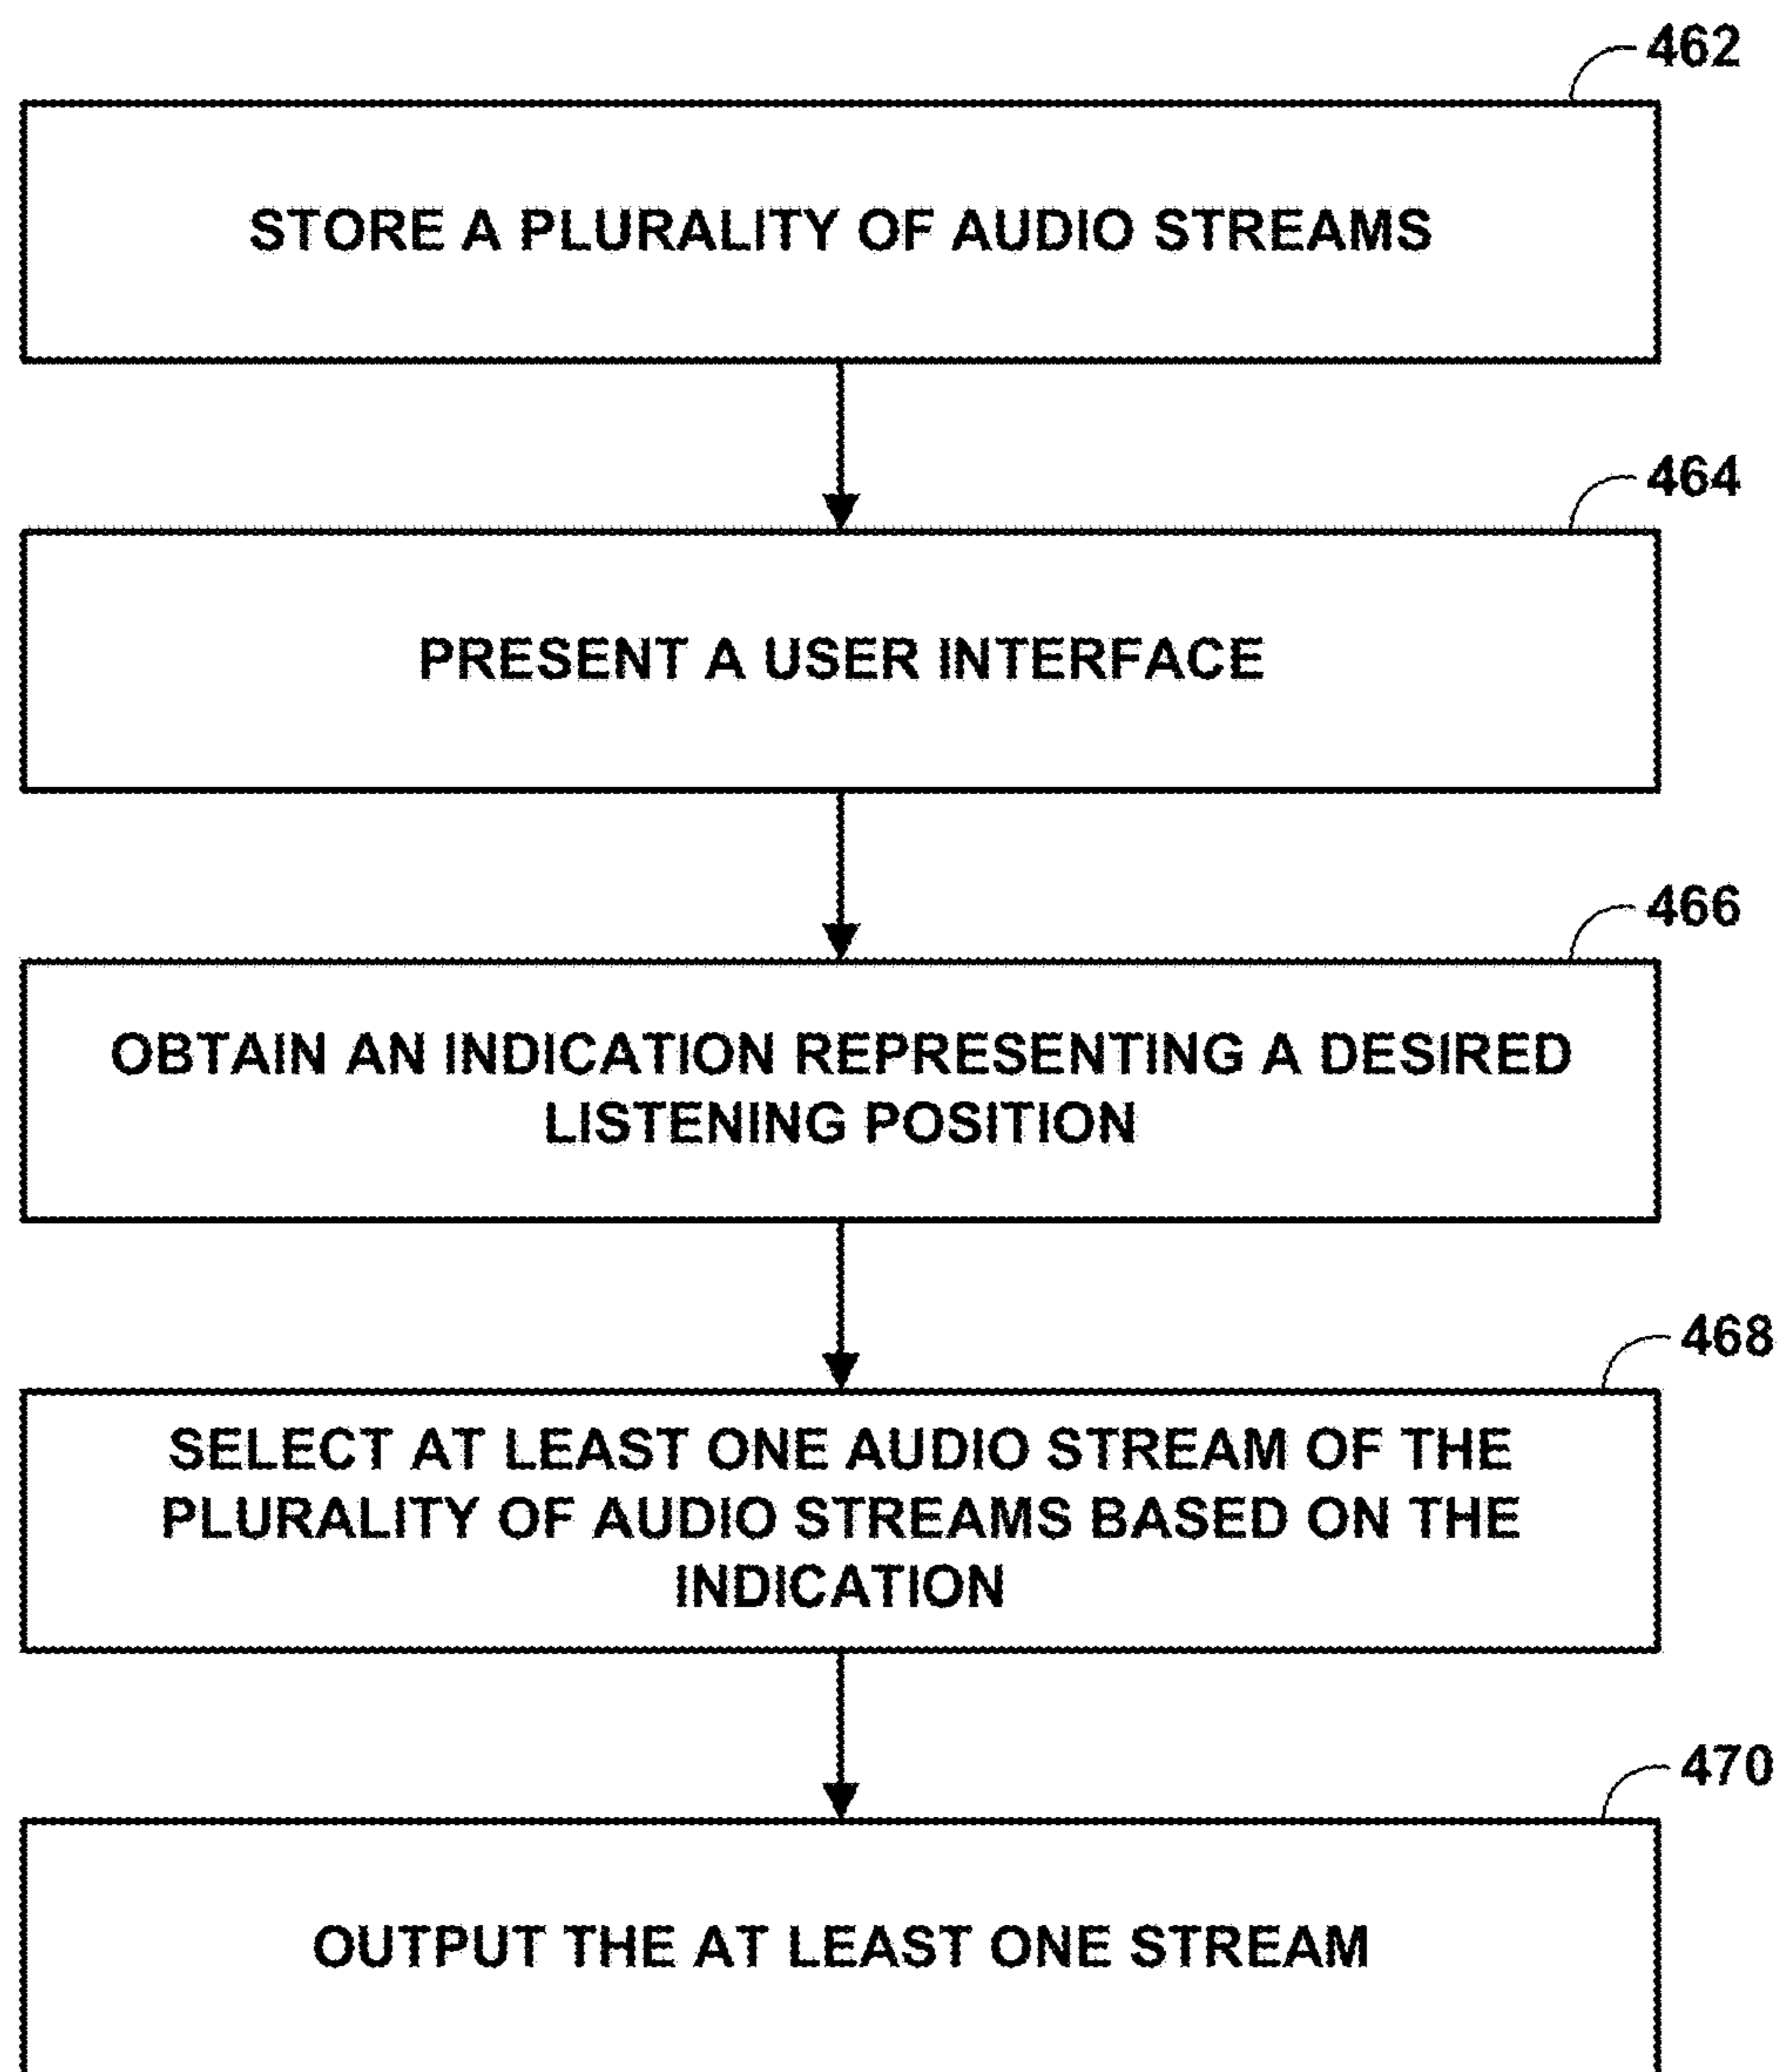 462
STORE A PLURALITY OF AUDIO STREAMS
464
PRESENT A USER INTERFACE
466
OBTAIN AN INDICATION REPRESENTING A DESIRED
LISTENING POSITION
468
SELECT AT LEAST ONE AUDIO STREAM OF THE
PLURALITY OF AUDIO STREAMS BASED ON THE
INDICATION
470
OUTPUT THE AT LEAST ONE STREAM